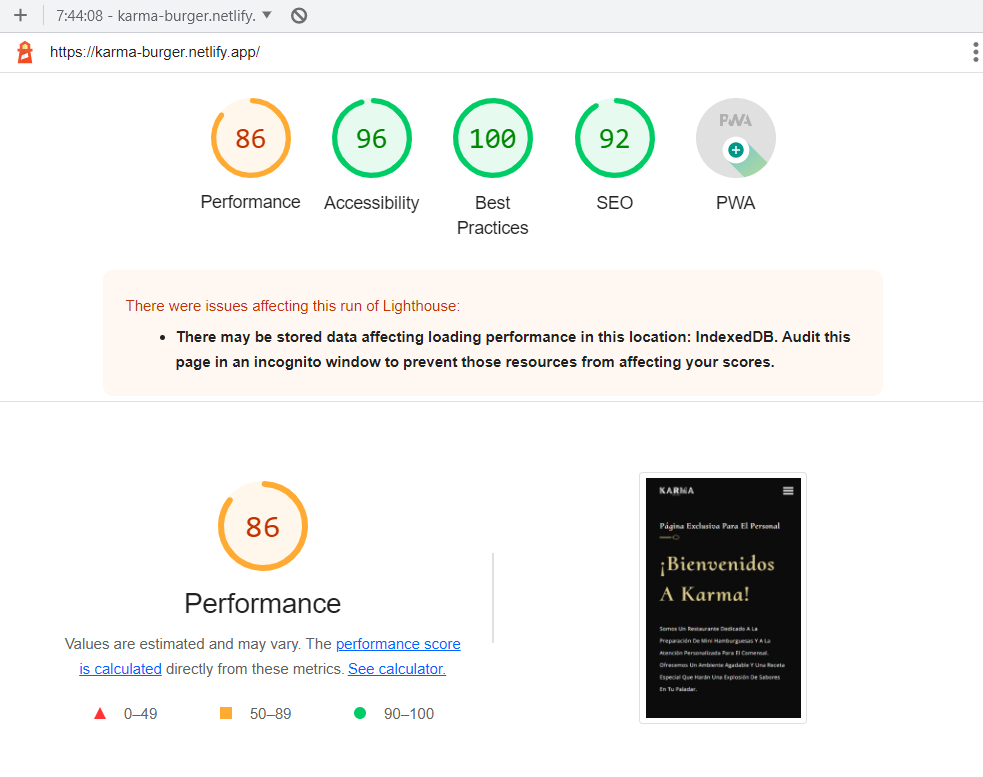 7:44:08 - karma-burger.netlify.
https://karma-burger.netlify.app/
86
96
100
92
PWA
Performance
Accessibility
Best
Practices
SEO
PWA
There were issues affecting this run of Lighthouse:
• There may be stored data affecting loading performance in this location: IndexedDB. Audit this
page in an incognito window to prevent those resources from affecting your scores.
86
Performance
Values are estimated and may vary. The performance score
is calculated directly from these metrics. See calculator.
0–49
50–89
90–100
KARMA
Página Exclusiva Para El Personal
¡Bienvenidos
A Karma!
Somos Un Restaurante Dedicado A La
Preparación De Mini Hamburguesas Y A La
Atención Personalizada Para El Comensal.
Ofrecemos Un Ambiente Agadable Y Una Receta
Especial Que Harán Una Explosión De Sabores
En Tu Paladar.